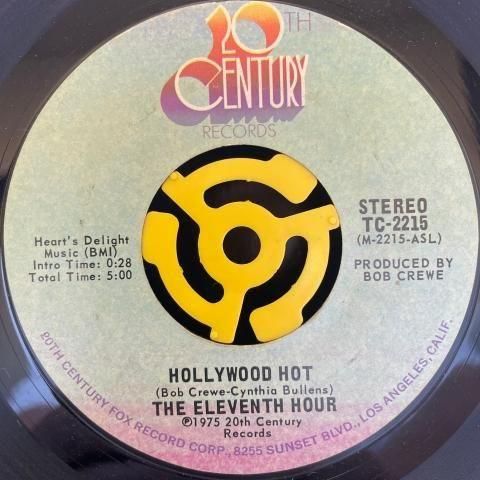 20TH
CENTURY
RECORDS
STEREO
TC-2215
(M-2215-ASL)
Heart's Delight
Music (BMI)
Intro Time: 0:28
Total Time: 5:00
PRODUCED BY
BOB CREWE
HOLLYWOOD HOT
(Bob Crewe-Cynthia Bullens)
THE ELEVENTH HOUR
℗1975 20th Century
Records
20TH CENTURY FOX RECORD CORP., 8255 SUNSET BLVD., LOS ANGELES, CALIF.